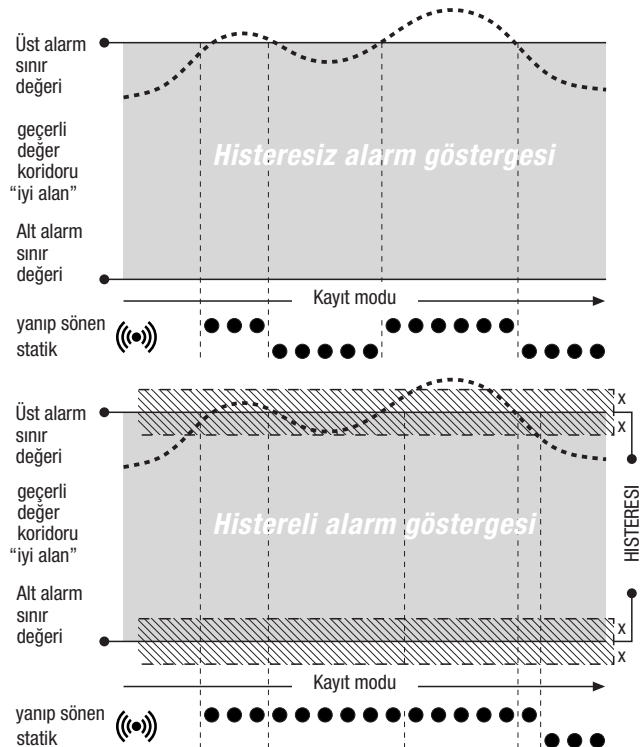 Üst alarm
sınır
değeri
geçerli
değer
koridoru
“iyi alan”
Histeresiz alarm göstergesi
Alt alarm
sınır
değeri
Kayıt modu
yanıp sönen
statik
Üst alarm
sınır
değeri
x
x
geçerli
değer
koridoru
“iyi alan”
Histereli alarm göstergesi
HISTERESI
Alt alarm
sınır
değeri
x
x
Kayıt modu
yanıp sönen
statik